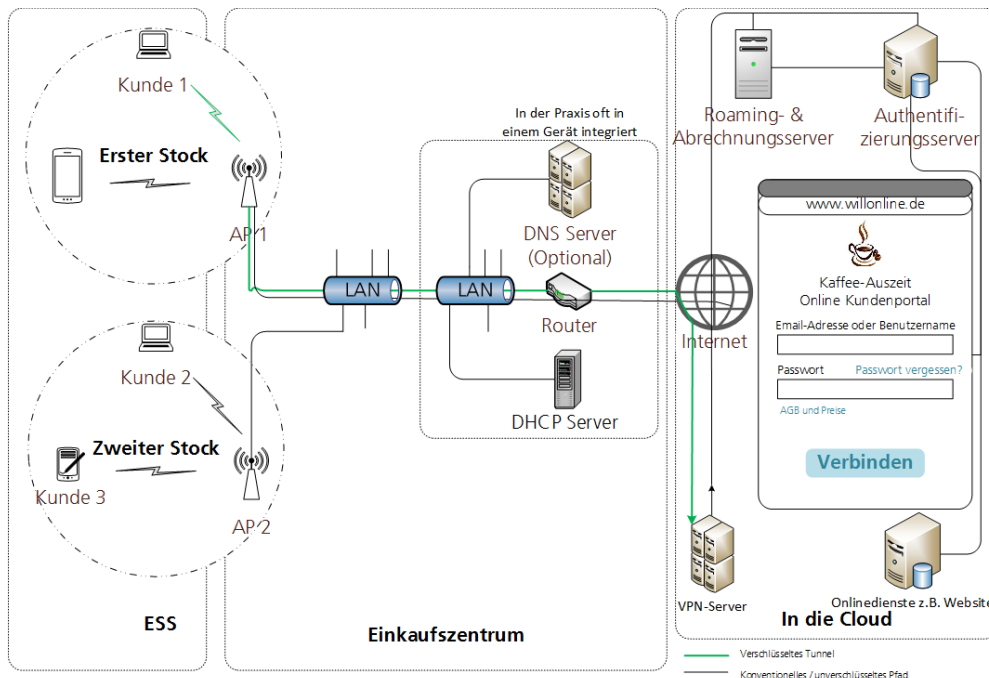 Kunde 1
Erster Stock
AP 1
Kunde 2
Zweiter Stock
Kunde 3
AP 2
ESS
In der Praxis oft in
einem Gerät integriert
DNS Server
(Optional)
LAN
LAN
Router
DHCP Server
Einkaufszentrum
Roaming- &
Abrechnungsserver
Authentifi-
zierungsserver
Internet
www.willonline.de
Kaffee-Auszeit
Online Kundenportal
Email-Adresse oder Benutzername
Passwort Passwort vergessen?
AGB und Preise
Verbinden
VPN-Server
Onlinedienste z.B. Website
In die Cloud
Verschlüsseltes Tunnel
Konventionelles / unverschlüsseltes Pfad